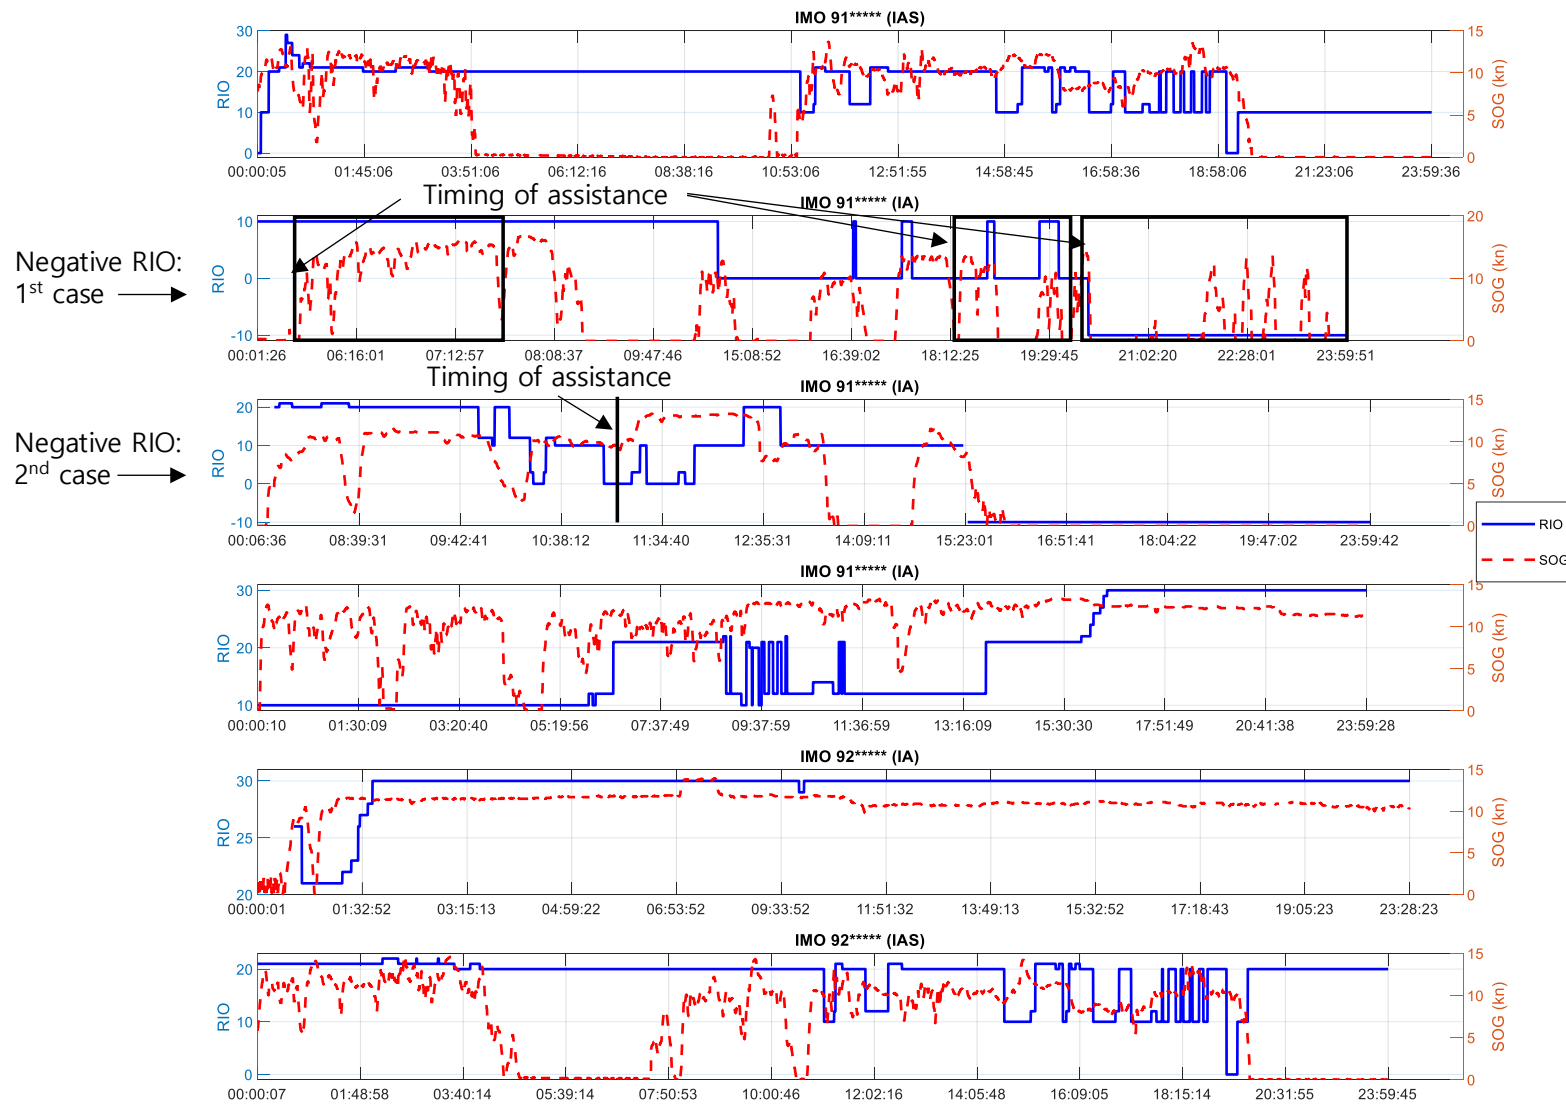 IMO 91***** (IAS)
30
20
10
0
RIO
15
10
5
0
SOG (kn)
00:00:05 01:45:06 03:51:06 06:12:16 08:38:16 10:53:06 12:51:55 14:58:45 16:58:36 18:58:06 21:23:06 23:59:36
Timing of assistance
IMO 91***** (IA)
Negative RIO:
1st case
10
0
-10
RIO
20
10
0
SOG (kn)
00:01:26 06:16:01 07:12:57 08:08:37 09:47:46 15:08:52 16:39:02 18:12:25 19:29:45 21:02:20 22:28:01 23:59:51
Timing of assistance
IMO 91***** (IA)
Negative RIO:
2nd case
20
10
0
-10
RIO
15
10
5
0
SOG (kn)
00:06:36 08:39:31 09:42:41 10:38:12 11:34:40 12:35:31 14:09:11 15:23:01 16:51:41 18:04:22 19:47:02 23:59:42
RIO
SOG
IMO 91***** (IA)
30
20
10
RIO
15
10
5
0
SOG (kn)
00:00:10 01:30:09 03:20:40 05:19:56 07:37:49 09:37:59 11:36:59 13:16:09 15:30:30 17:51:49 20:41:38 23:59:28
IMO 92***** (IA)
30
25
20
RIO
15
10
5
0
SOG (kn)
00:00:01 01:32:52 03:15:13 04:59:22 06:53:52 09:33:52 11:51:32 13:49:13 15:32:52 17:18:43 19:05:23 23:28:23
IMO 92***** (IAS)
20
10
0
RIO
15
10
5
0
SOG (kn)
00:00:07 01:48:58 03:40:14 05:39:14 07:50:53 10:00:46 12:02:16 14:05:48 16:09:05 18:15:14 20:31:55 23:59:45